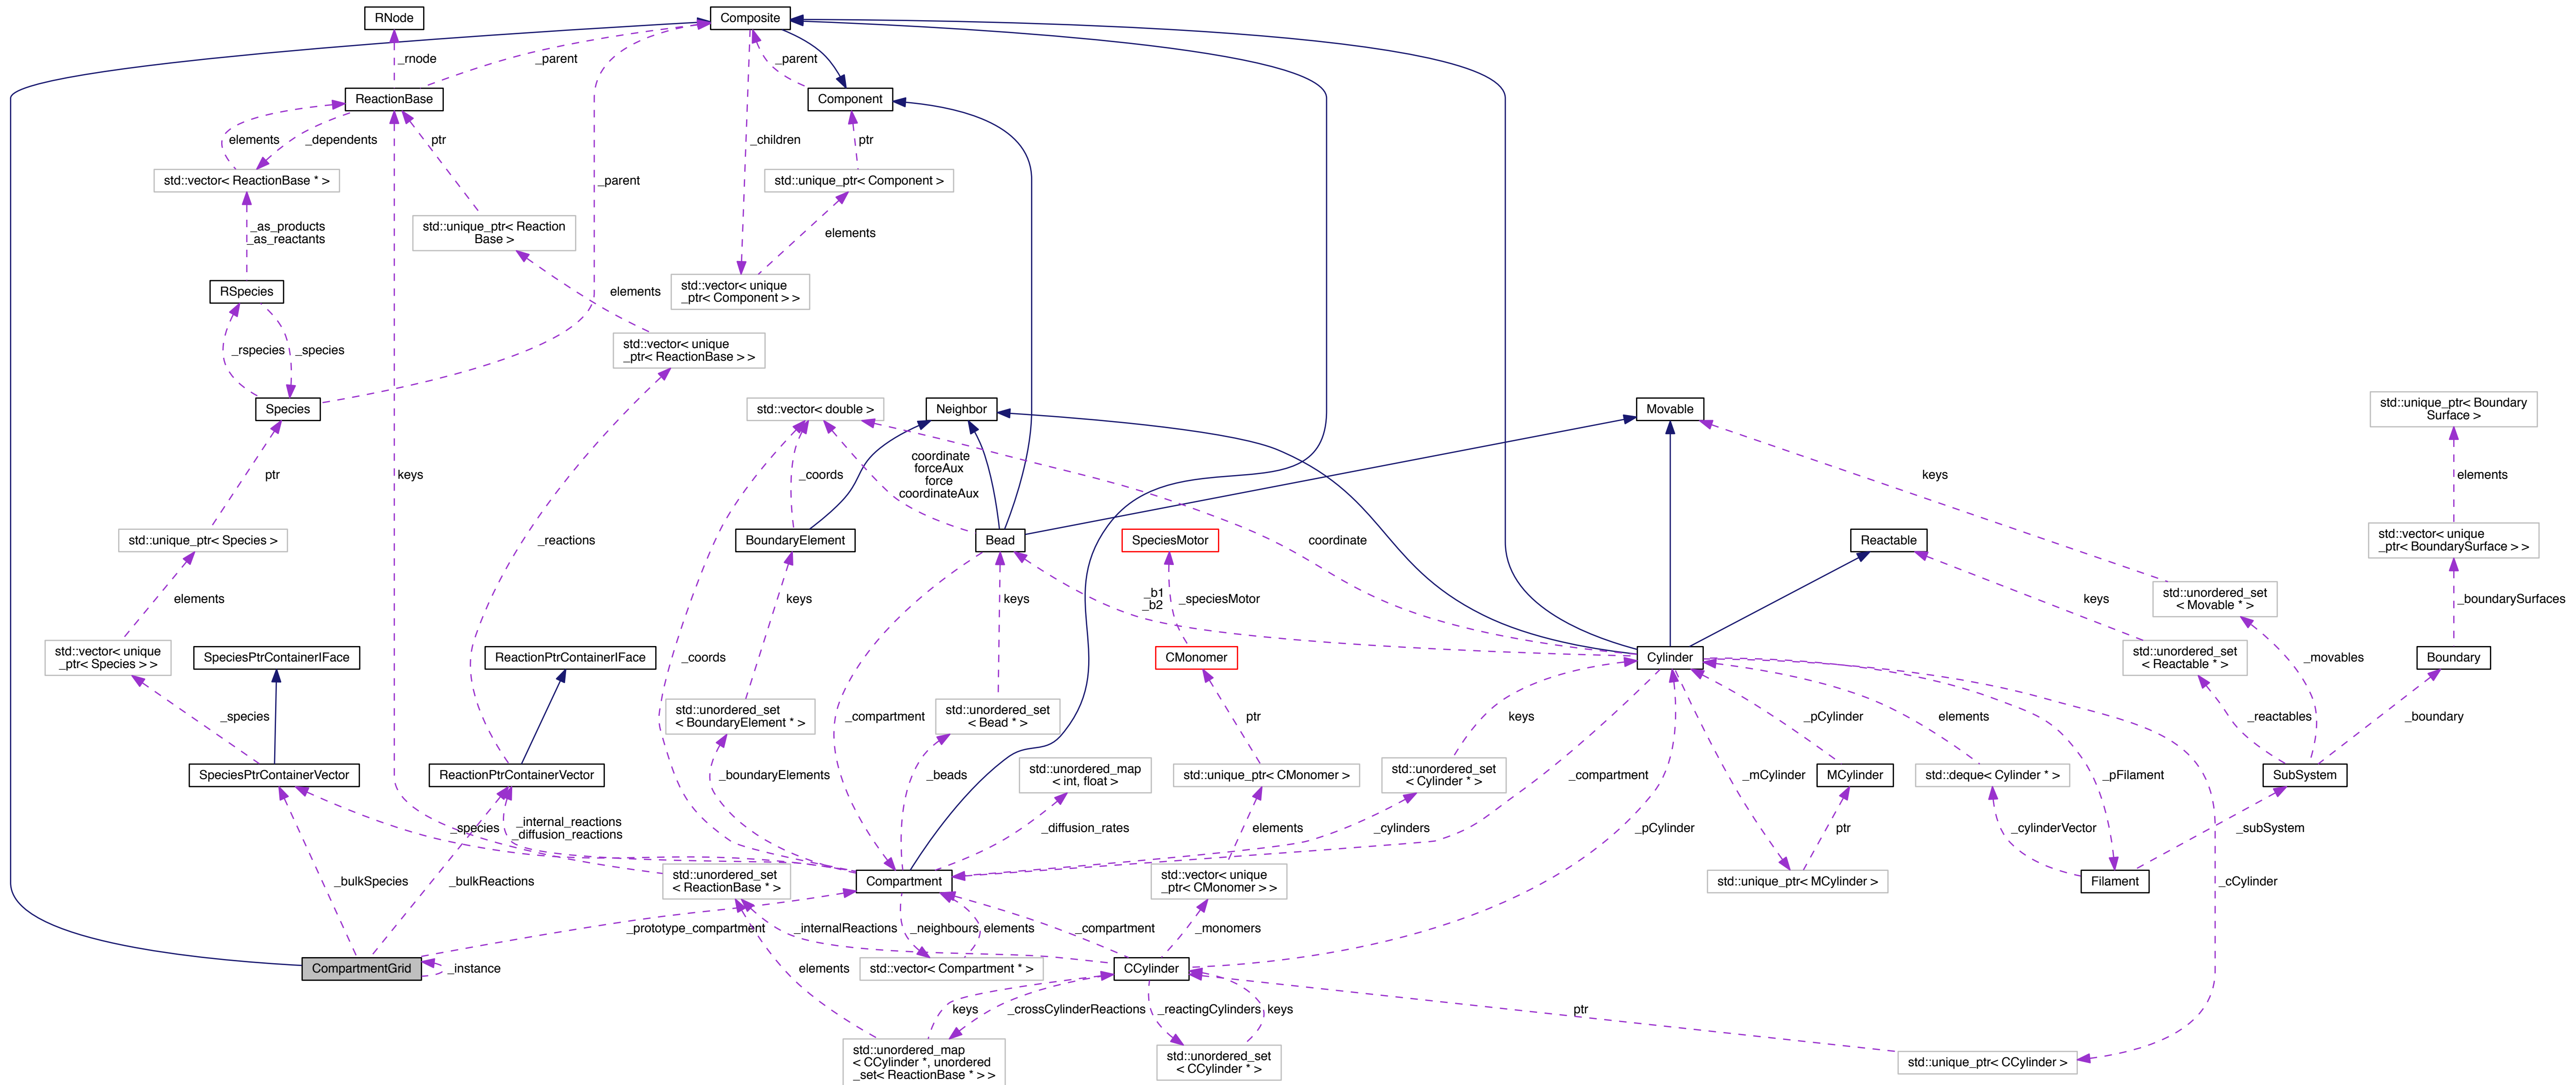 RNode
Composite
_rnode
_parent
_parent
ReactionBase
Component
elements
_dependents
ptr
_children
ptr
std::vector< ReactionBase * >
std::unique_ptr< Component >
_parent
_as_products
_as_reactants
std::unique_ptr< Reaction
Base >
elements
RSpecies
std::vector< unique
_ptr< Component > >
elements
_rspecies
_species
std::vector< unique
_ptr< ReactionBase > >
Species
std::vector< double >
Neighbor
Movable
std::unique_ptr< Boundary
Surface >
ptr
keys
_coords
coordinate
forceAux
force
coordinateAux
keys
elements
std::unique_ptr< Species >
_reactions
BoundaryElement
Bead
SpeciesMotor
coordinate
Reactable
std::vector< unique
_ptr< BoundarySurface > >
elements
keys
keys
_b1
_b2
_speciesMotor
keys
std::unordered_set
< Movable * >
_boundarySurfaces
std::vector< unique
_ptr< Species > >
SpeciesPtrContainerIFace
ReactionPtrContainerIFace
_coords
CMonomer
Cylinder
std::unordered_set
< Reactable * >
_movables
Boundary
_species
std::unordered_set
< BoundaryElement * >
_compartment
std::unordered_set
< Bead * >
ptr
keys
_pCylinder
elements
_reactables
_boundary
SpeciesPtrContainerVector
ReactionPtrContainerVector
_boundaryElements
_beads
std::unordered_map
< int, float >
std::unique_ptr< CMonomer >
std::unordered_set
< Cylinder * >
_compartment
_mCylinder
MCylinder
std::deque< Cylinder * >
_pFilament
SubSystem
_species
_internal_reactions
_diffusion_reactions
_diffusion_rates
elements
_cylinders
_pCylinder
ptr
_cylinderVector
_subSystem
_bulkSpecies
_bulkReactions
std::unordered_set
< ReactionBase * >
Compartment
std::vector< unique
_ptr< CMonomer > >
std::unique_ptr< MCylinder >
Filament
_cCylinder
_prototype_compartment
_internalReactions
_neighbours
elements
_compartment
_monomers
CompartmentGrid
_instance
elements
std::vector< Compartment * >
CCylinder
keys
_crossCylinderReactions
_reactingCylinders
keys
ptr
std::unordered_map
< CCylinder *, unordered
_set< ReactionBase * > >
std::unordered_set
< CCylinder * >
std::unique_ptr< CCylinder >